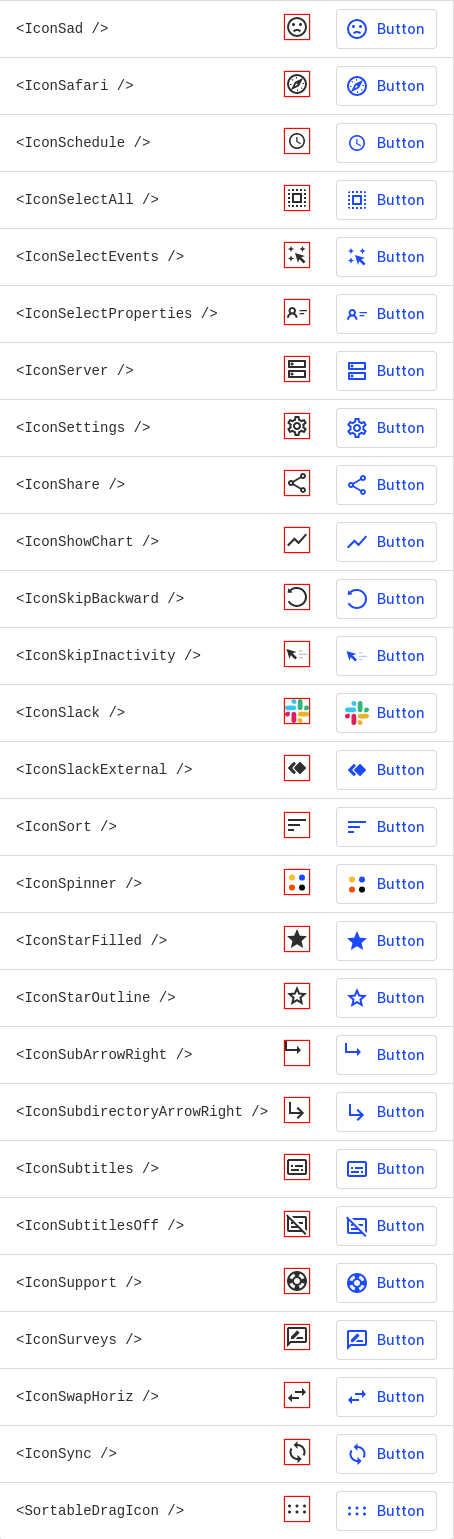 <IconSad /> Button
<IconSafari /> Button
<IconSchedule /> Button
<IconSelectAll /> Button
<IconSelectEvents /> Button
<IconSelectProperties /> Button
<IconServer /> Button
<IconSettings /> Button
<IconShare /> Button
<IconShowChart /> Button
<IconSkipBackward /> Button
<IconSkipInactivity /> Button
<IconSlack /> Button
<IconSlackExternal /> Button
<IconSort /> Button
<IconSpinner /> Button
<IconStarFilled /> Button
<IconStarOutline /> Button
<IconSubArrowRight /> Button
<IconSubdirectoryArrowRight /> Button
<IconSubtitles /> Button
<IconSubtitlesOff /> Button
<IconSupport /> Button
<IconSurveys /> Button
<IconSwapHoriz /> Button
<IconSync /> Button
<SortableDragIcon /> Button